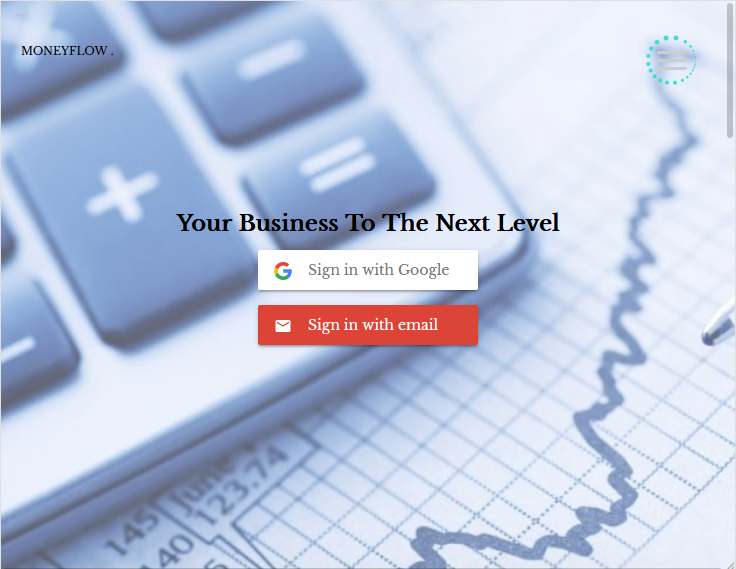 MONEYFLOW .
Your Business To The Next Level
Sign in with Google
Sign in with email
June
123.74
145
140